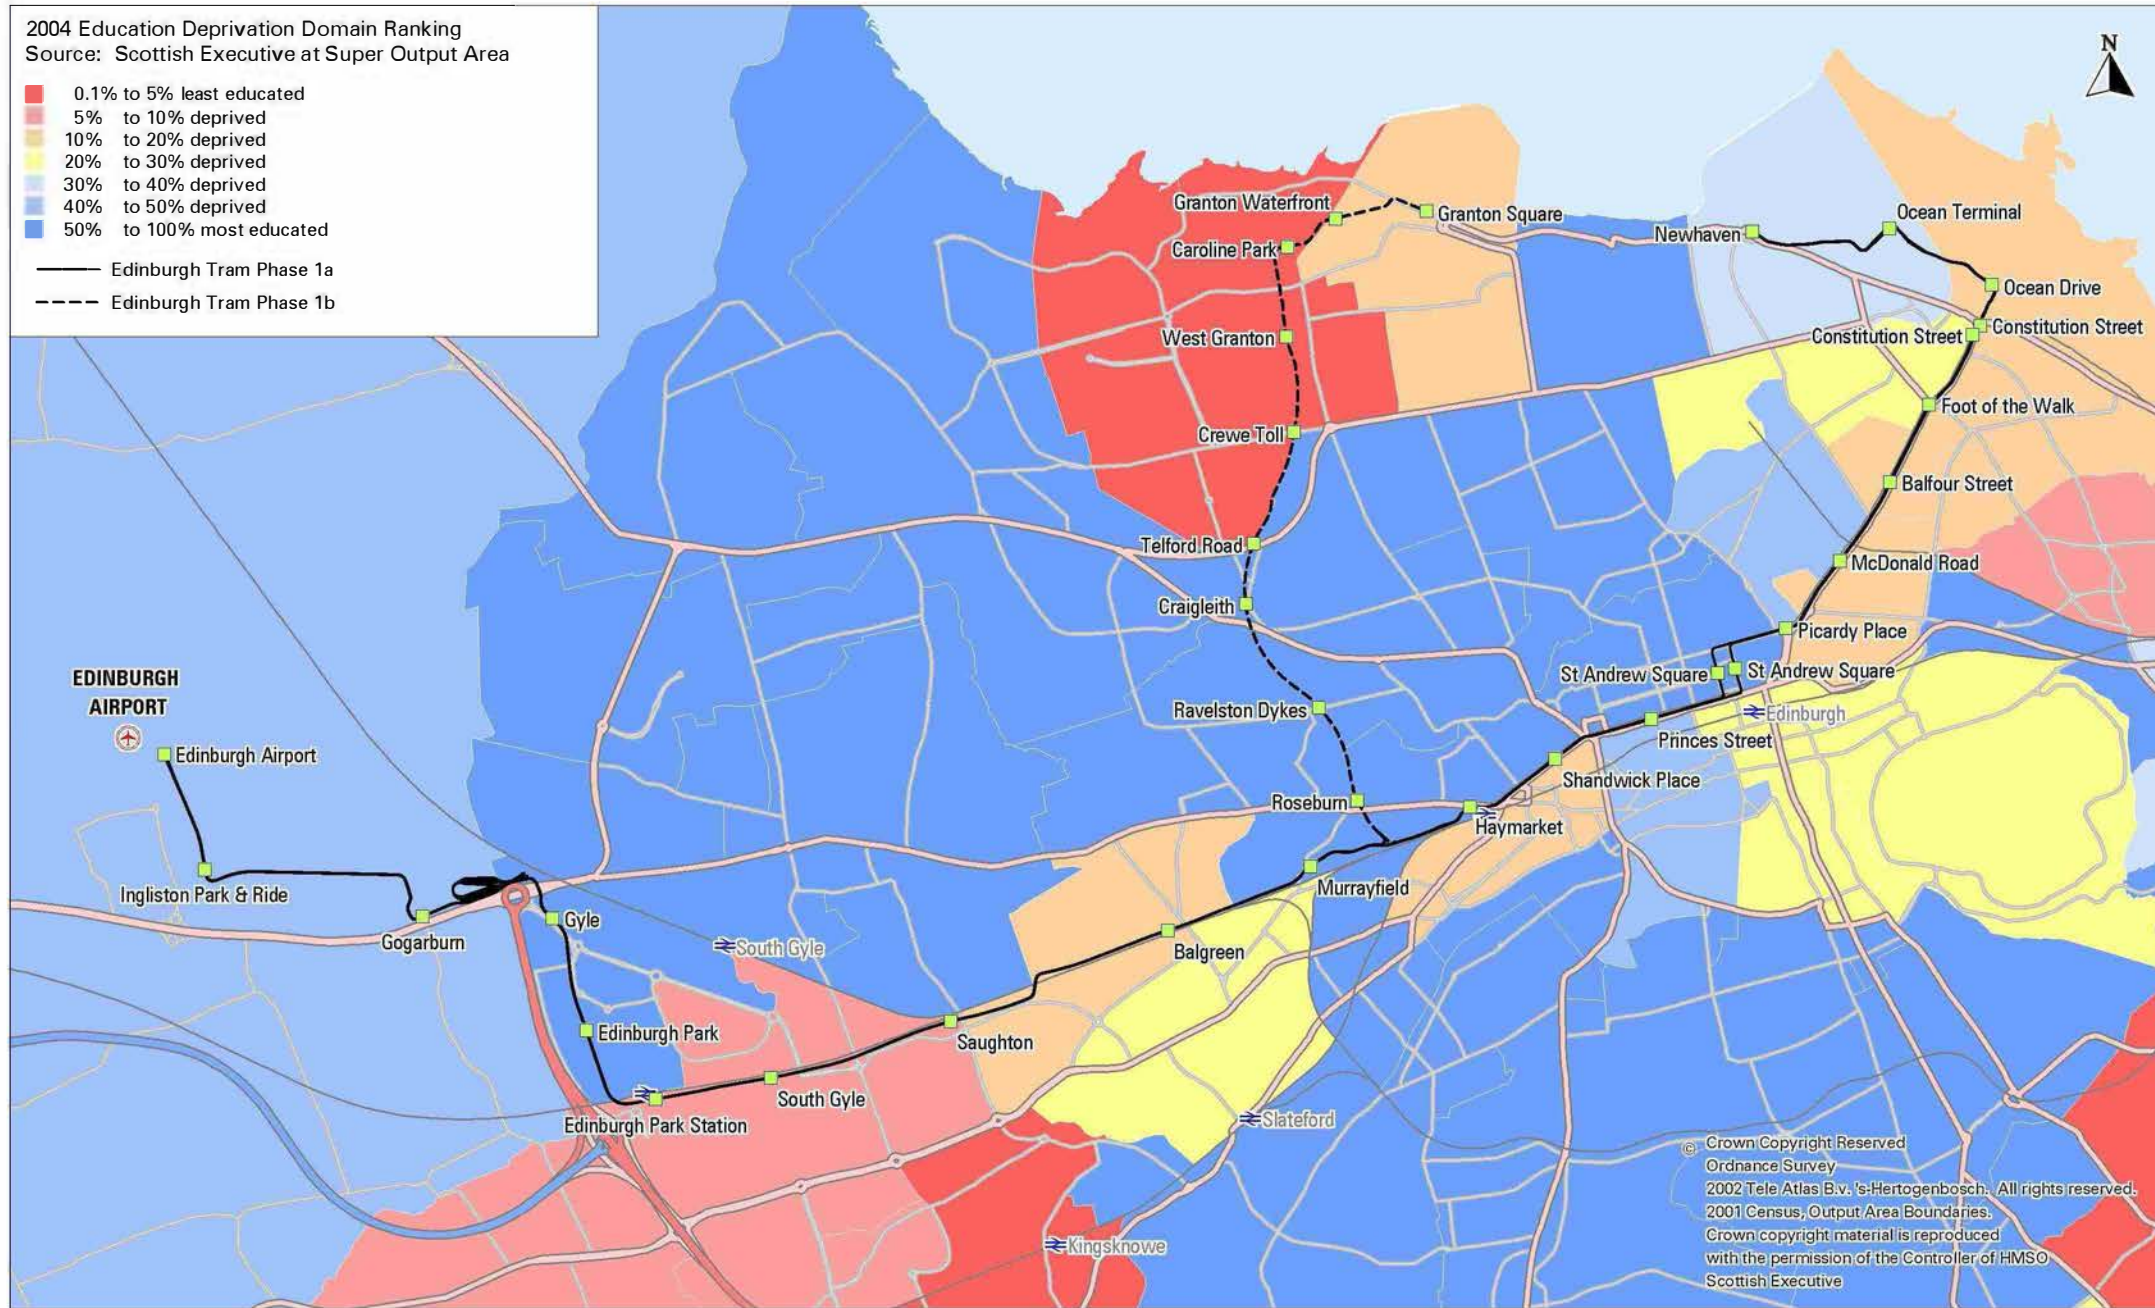 2004 Education Deprivation Domain Ranking
Source: Scottish Executive at Super Output Area
0.1% to 5% least educated
5% to 10% deprived
10% to 20% deprived
20% to 30% deprived
30% to 40% deprived
40% to 50% deprived
50% to 100% most educated
Edinburgh Tram Phase 1a
Edinburgh Tram Phase 1b
N
Granton Waterfront
Granton Square
Ocean Terminal
Newhaven
Caroline Park
Ocean Drive
Constitution Street
Constitution Street
West Granton
Foot of the Walk
Crewe Toll
Balfour Street
Telford Road
McDonald Road
Craigleith
Picardy Place
St Andrew Square
St Andrew Square
EDINBURGH
AIRPORT
Ravelston Dykes
Edinburgh
Princes Street
Edinburgh Airport
Shandwick Place
Roseburn
Haymarket
Murrayfield
Ingliston Park & Ride
Gyle
Gogarburn
South Gyle
Balgreen
Edinburgh Park
Saughton
South Gyle
Edinburgh Park Station
Slateford
Kingsknowe
© Crown Copyright Reserved
Ordnance Survey
2002 Tele Atlas B.v. 's-Hertogenbosch. All rights reserved.
2001 Census, Output Area Boundaries.
Crown copyright material is reproduced
with the permission of the Controller of HMSO
Scottish Executive